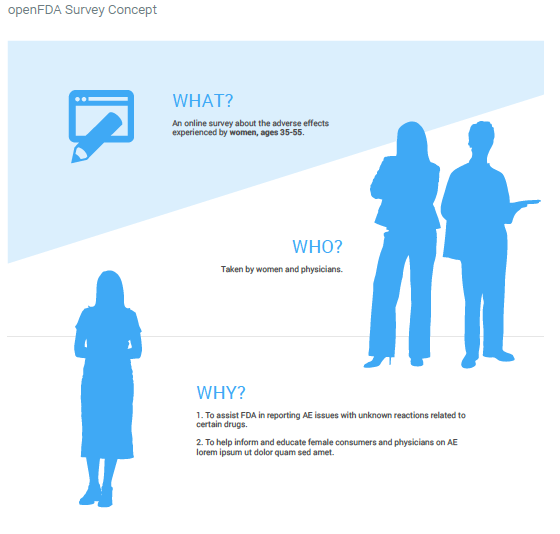 openFDA Survey Concept
WHAT?
An online survey about the adverse effects
experienced by women, ages 35-55.
WHO?
Taken by women and physicians.
WHY?
1. To assist FDA in reporting AE issues with unknown reactions related to
certain drugs.
2. To help inform and educate female consumers and physicians on AE
lorem ipsum ut dolor quam sed amet.